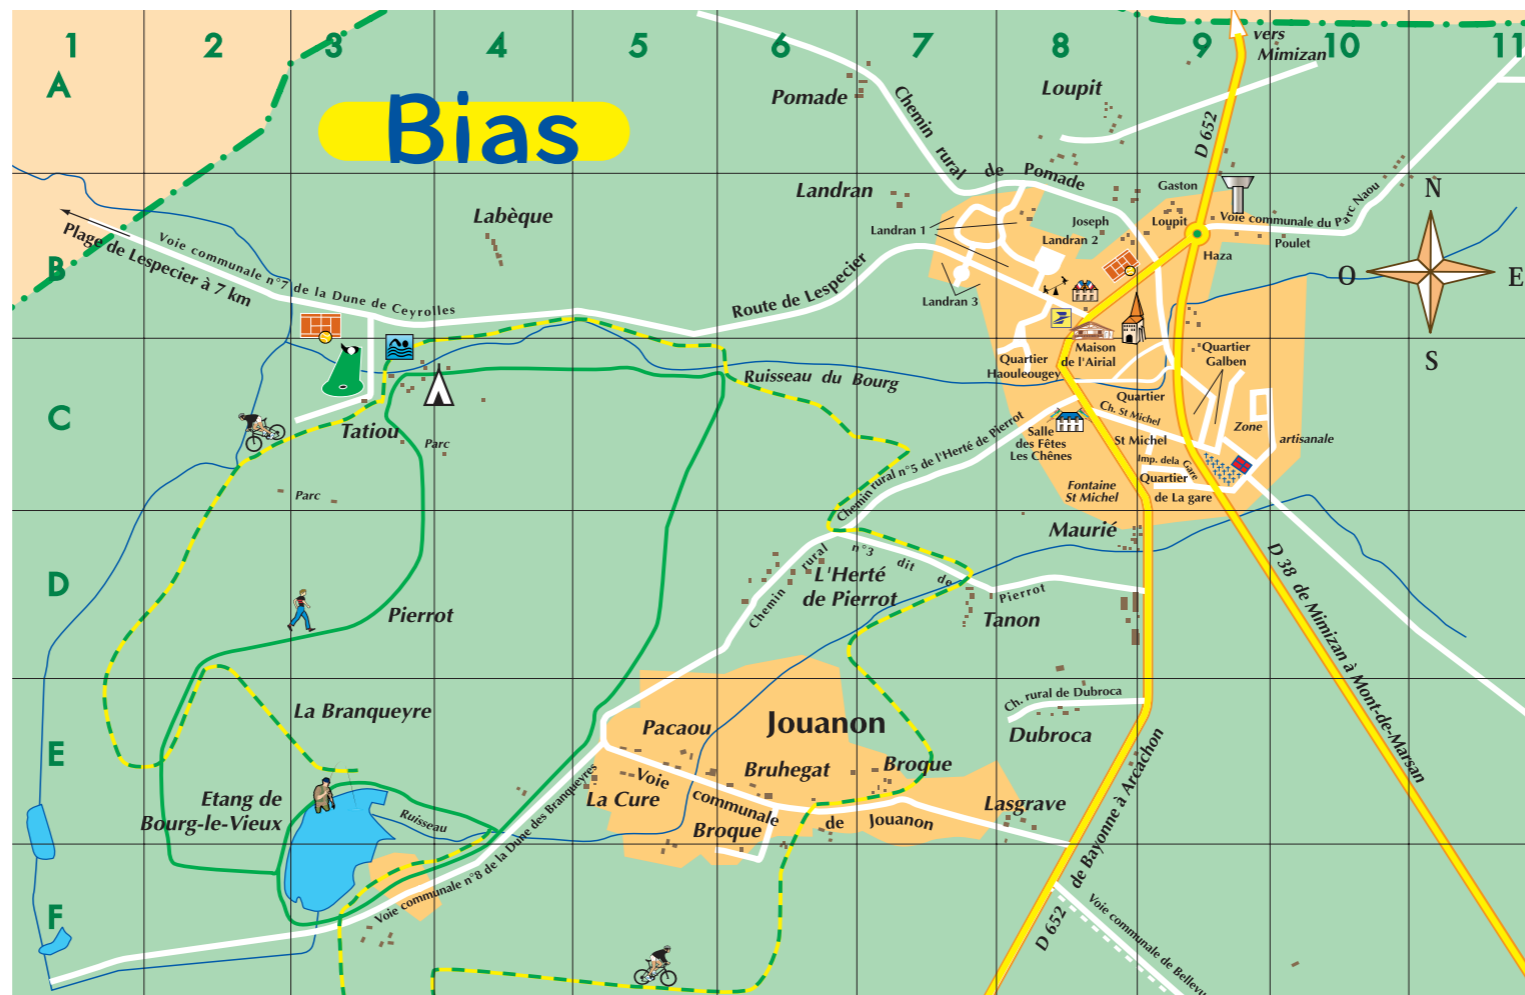 1 2 3 4 5 6 7 8 9 10 11
A
B
C
D
E
F
Bias
vers
Mimizan
Pomade
Loupit
Chemin rural de Pomade
D 652
Landran
Gaston
Labèque
Landran 1
Joseph
Loupit
Voie communale du Parc Naou
Poulet
Landran 2
Haza
N
O
E
S
Plage de Lespecier à 7 km
Voie communale n°7 de la Dune de Ceyrolles
Route de Lespecier
Landran 3
Quartier
Haouleougey
Maison
de l'Airial
Quartier
Galben
Ruisseau du Bourg
Quartier
Ch. St Michel
St Michel
Zone
artisanale
Tatiou
Parc
Parc
Salle
des Fêtes
Les Chênes
Chemin rural n°5 de l'Herté de Pierrot
Imp. dela Gare
Quartier
de La gare
Fontaine
St Michel
Maurié
Chemin rural n°3 dit de Pierrot
L'Herté
de Pierrot
Tanon
Pierrot
D 38 de Mimizan à Mont-de-Marsan
La Branqueyre
Pacaou
Jouanon
Ch. rural de Dubroca
Dubroca
Bruhegat
Broque
La Cure
Voie communale de Jouanon
Broque
Lasgrave
Etang de
Bourg-le-Vieux
Ruisseau
Voie communale n°8 de la Dune des Branqueyres
D 652 de Bayonne à Arcachon
Voie communale de Bellevu